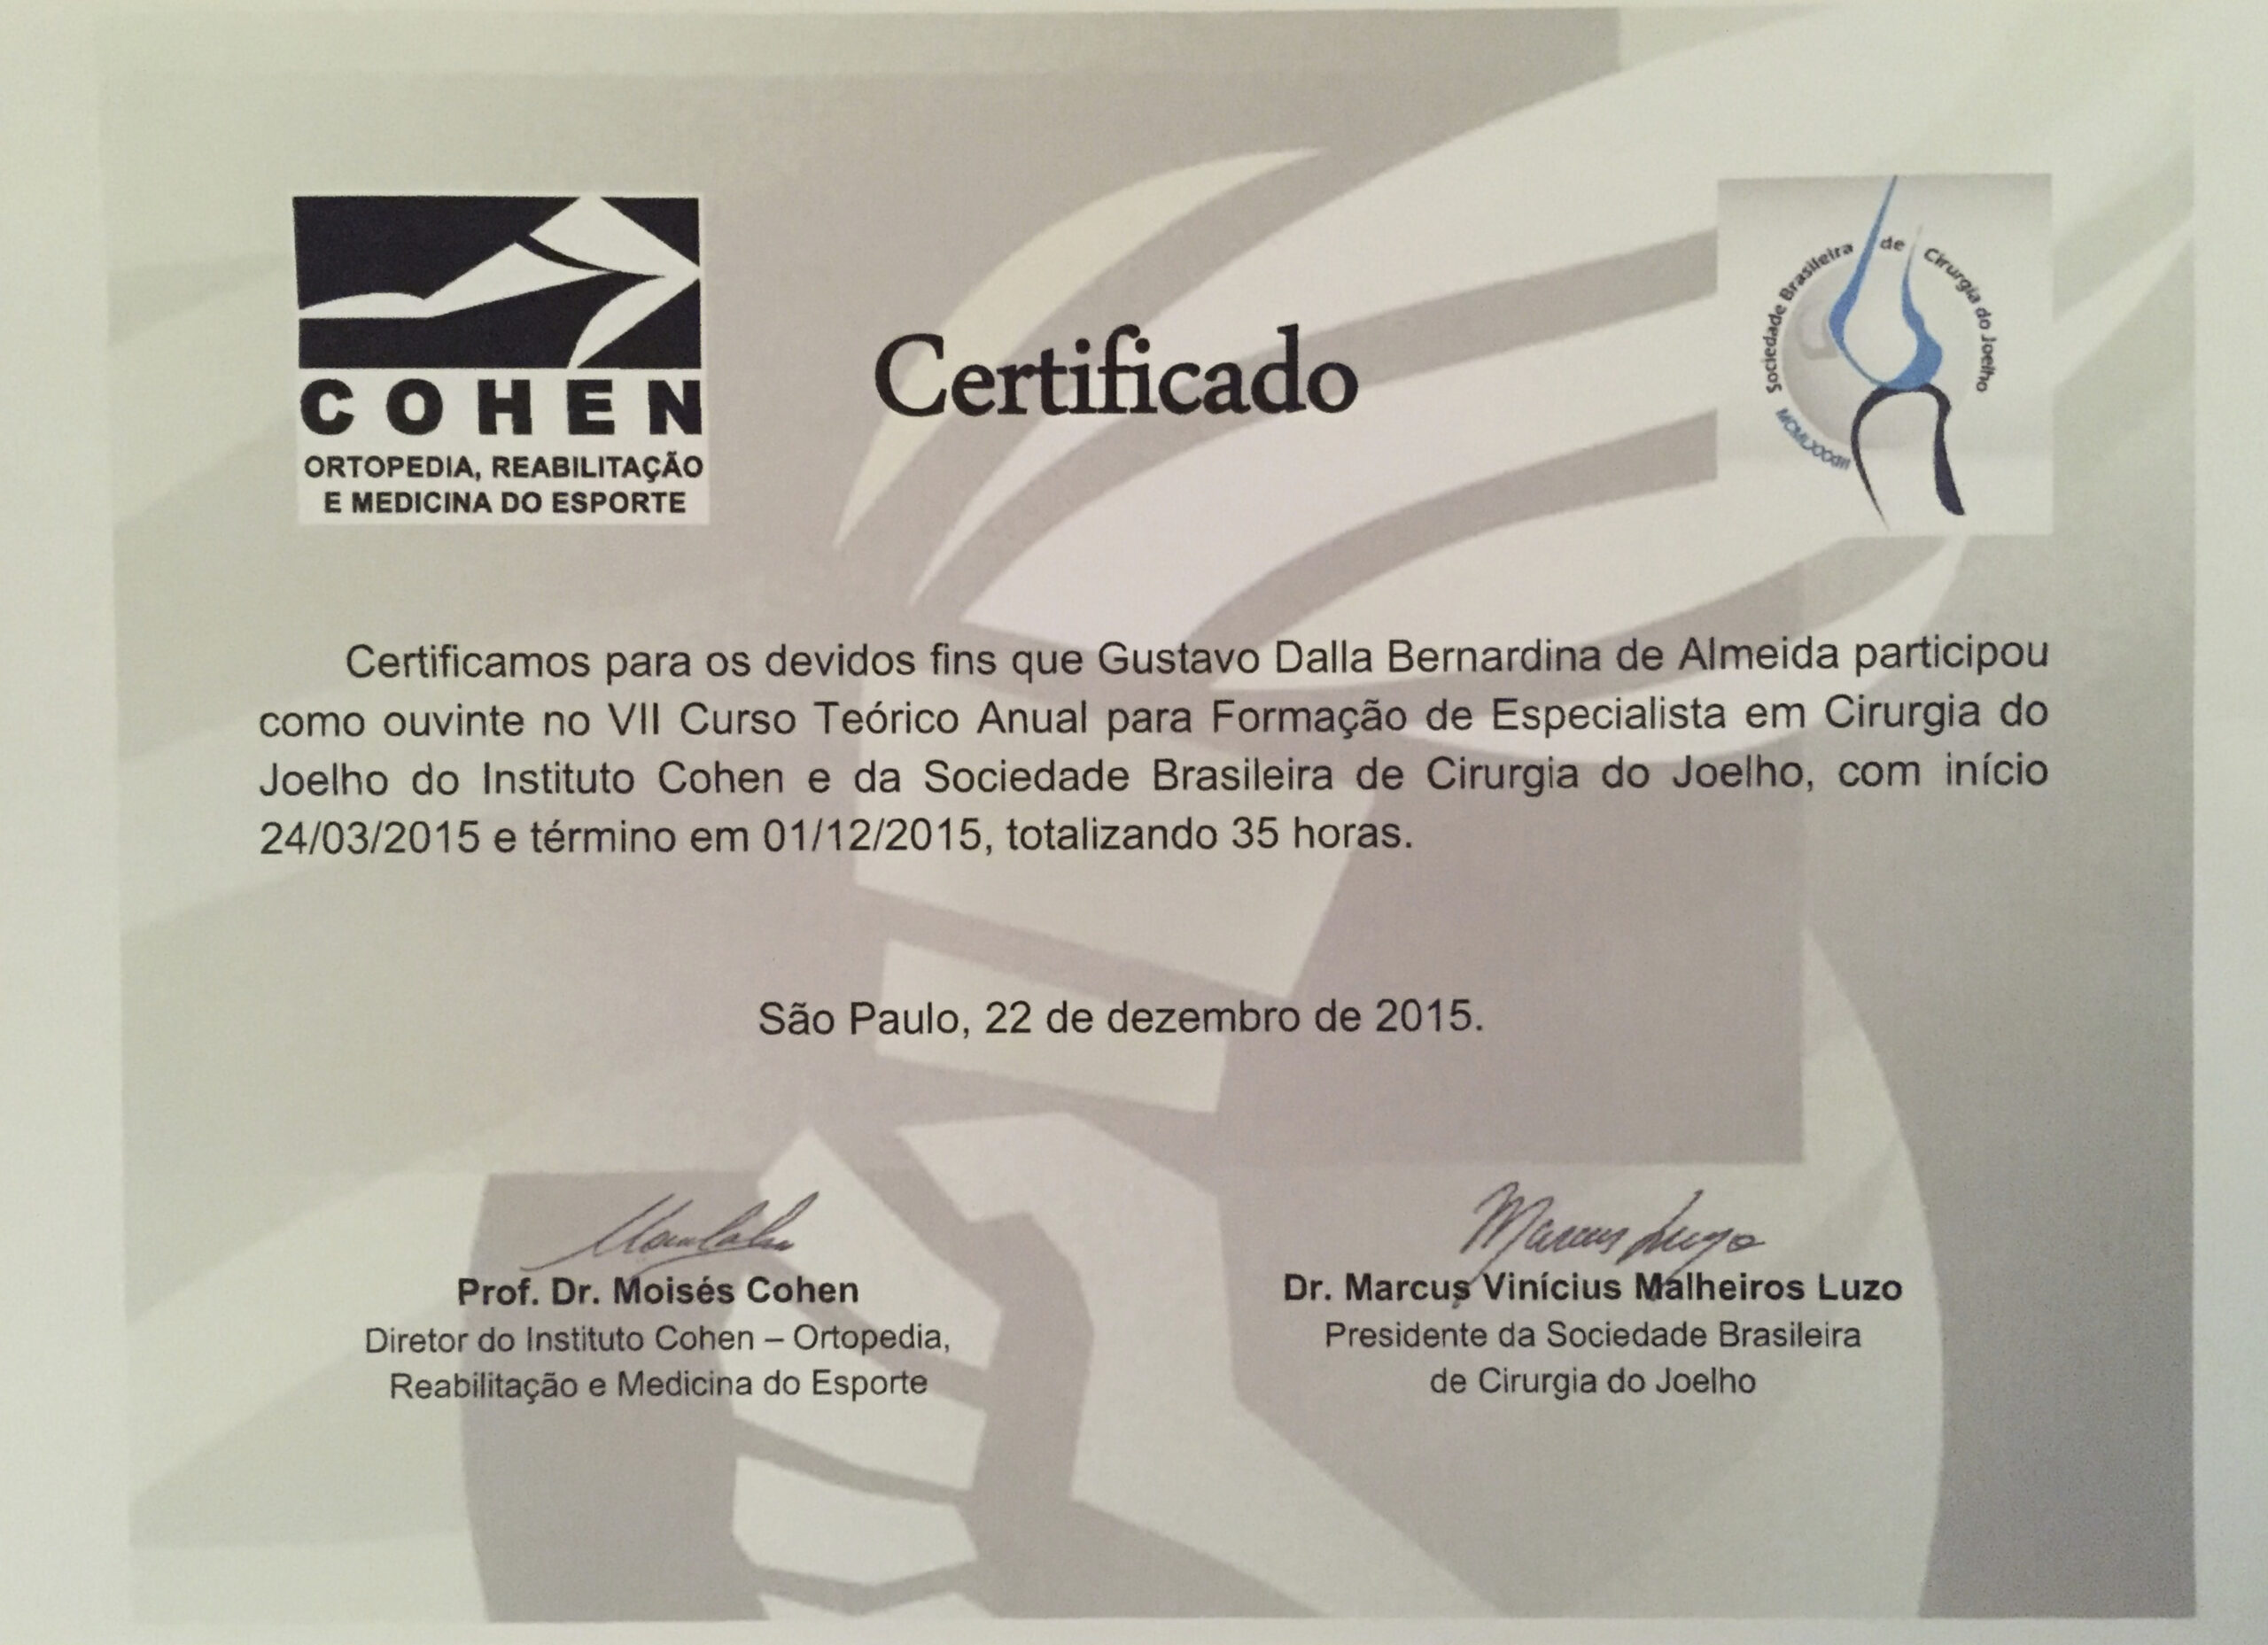 COHEN
ORTOPEDIA, REABILITAÇÃO
E MEDICINA DO ESPORTE
Certificado
Sociedade Brasileira de Cirurgia do Joelho
Certificamos para os devidos fins que Gustavo Dalla Bernardina de Almeida participou
como ouvinte no VII Curso Teórico Anual para Formação de Especialista em Cirurgia do
Joelho do Instituto Cohen e da Sociedade Brasileira de Cirurgia do Joelho, com início
24/03/2015 e término em 01/12/2015, totalizando 35 horas.
São Paulo, 22 de dezembro de 2015.
Marcus Luzo
Prof. Dr. Moisés Cohen
Diretor do Instituto Cohen – Ortopedia,
Reabilitação e Medicina do Esporte
Dr. Marcus Vinícius Malheiros Luzo
Presidente da Sociedade Brasileira
de Cirurgia do Joelho